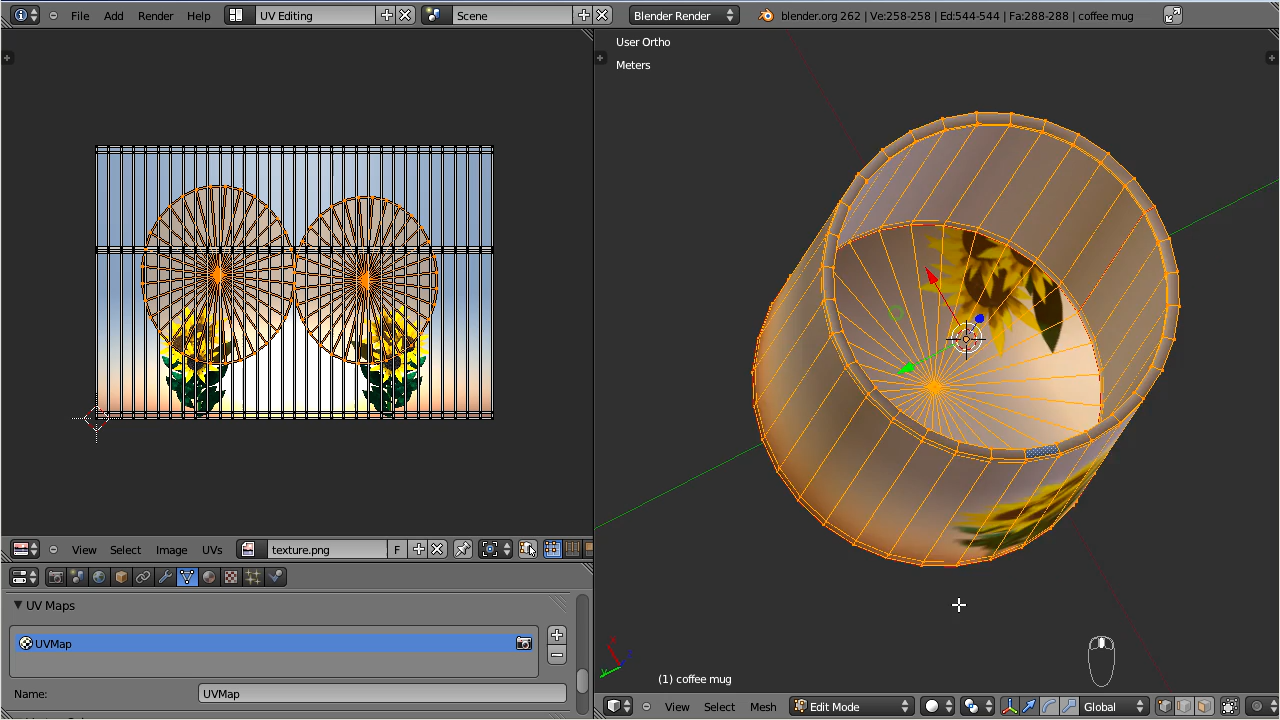 File Add Render Help UV Editing Scene Blender Render blender.org 262 | Ve:258-258 | Ed:544-544 | Fa:288-288 | coffee mug
User Ortho
Meters
View Select Image UVs texture.png F
UV Maps
UVMap
Name: UVMap
(1) coffee mug
View Select Mesh Edit Mode Global